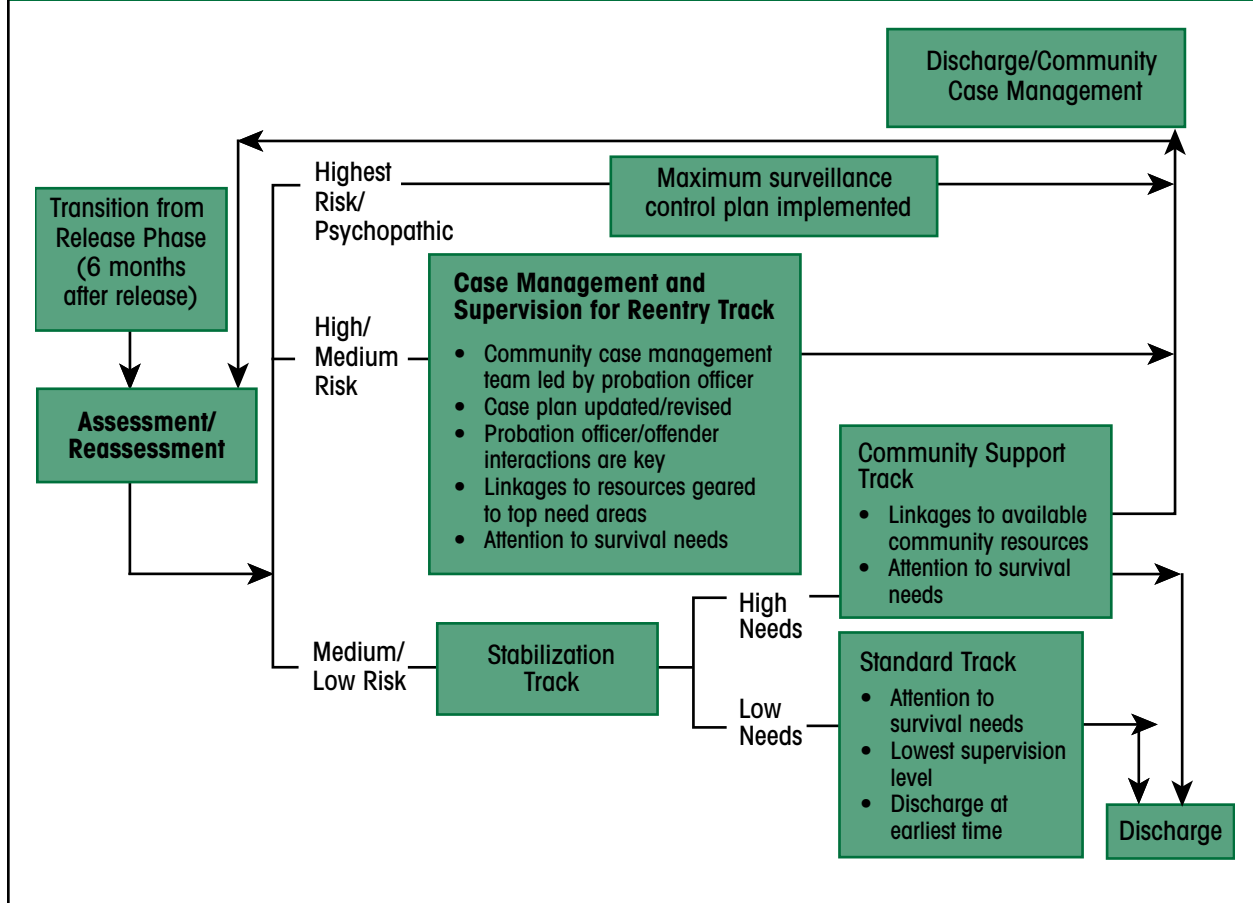 Discharge/Community
Case Management
Transition from
Release Phase
(6 months
after release)
Assessment/
Reassessment
Highest
Risk/
Psychopathic
Maximum surveillance
control plan implemented
High/
Medium
Risk
Case Management and
Supervision for Reentry Track
• Community case management
team led by probation officer
• Case plan updated/revised
• Probation officer/offender
interactions are key
• Linkages to resources geared
to top need areas
• Attention to survival needs
Medium/
Low Risk
Stabilization
Track
High
Needs
Community Support
Track
• Linkages to available
community resources
• Attention to survival
needs
Low
Needs
Standard Track
• Attention to
survival needs
• Lowest supervision
level
• Discharge at
earliest time
Discharge